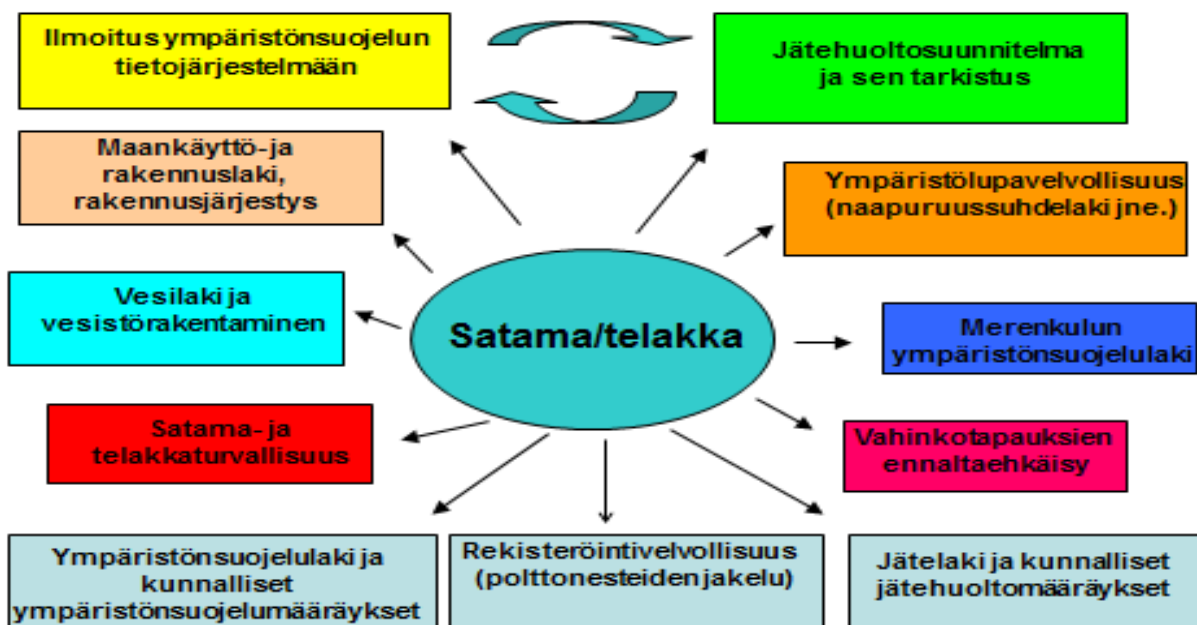 Ilmoitus ympäristönsuojelun
tietojärjestelmään
Jätehuoltosuunnitelma
ja sen tarkistus
Maankäyttö-ja
rakennuslaki,
rakennusjärjestys
Ympäristölupavelvollisuus
(naapuruussuhdelaki jne.)
Vesilaki ja
vesistörakentaminen
Satama/telakka
Merenkulun
ympäristönsuojelulaki
Satama- ja
telakkaturvallisuus
Vahinkotapauksien
ennaltaehkäisy
Ympäristönsuojelulaki ja
kunnalliset
ympäristönsuojelumääräykset
Rekisteröintivelvollisuus
(polttonesteiden jakelu)
Jätelaki ja kunnalliset
jätehuoltomääräykset